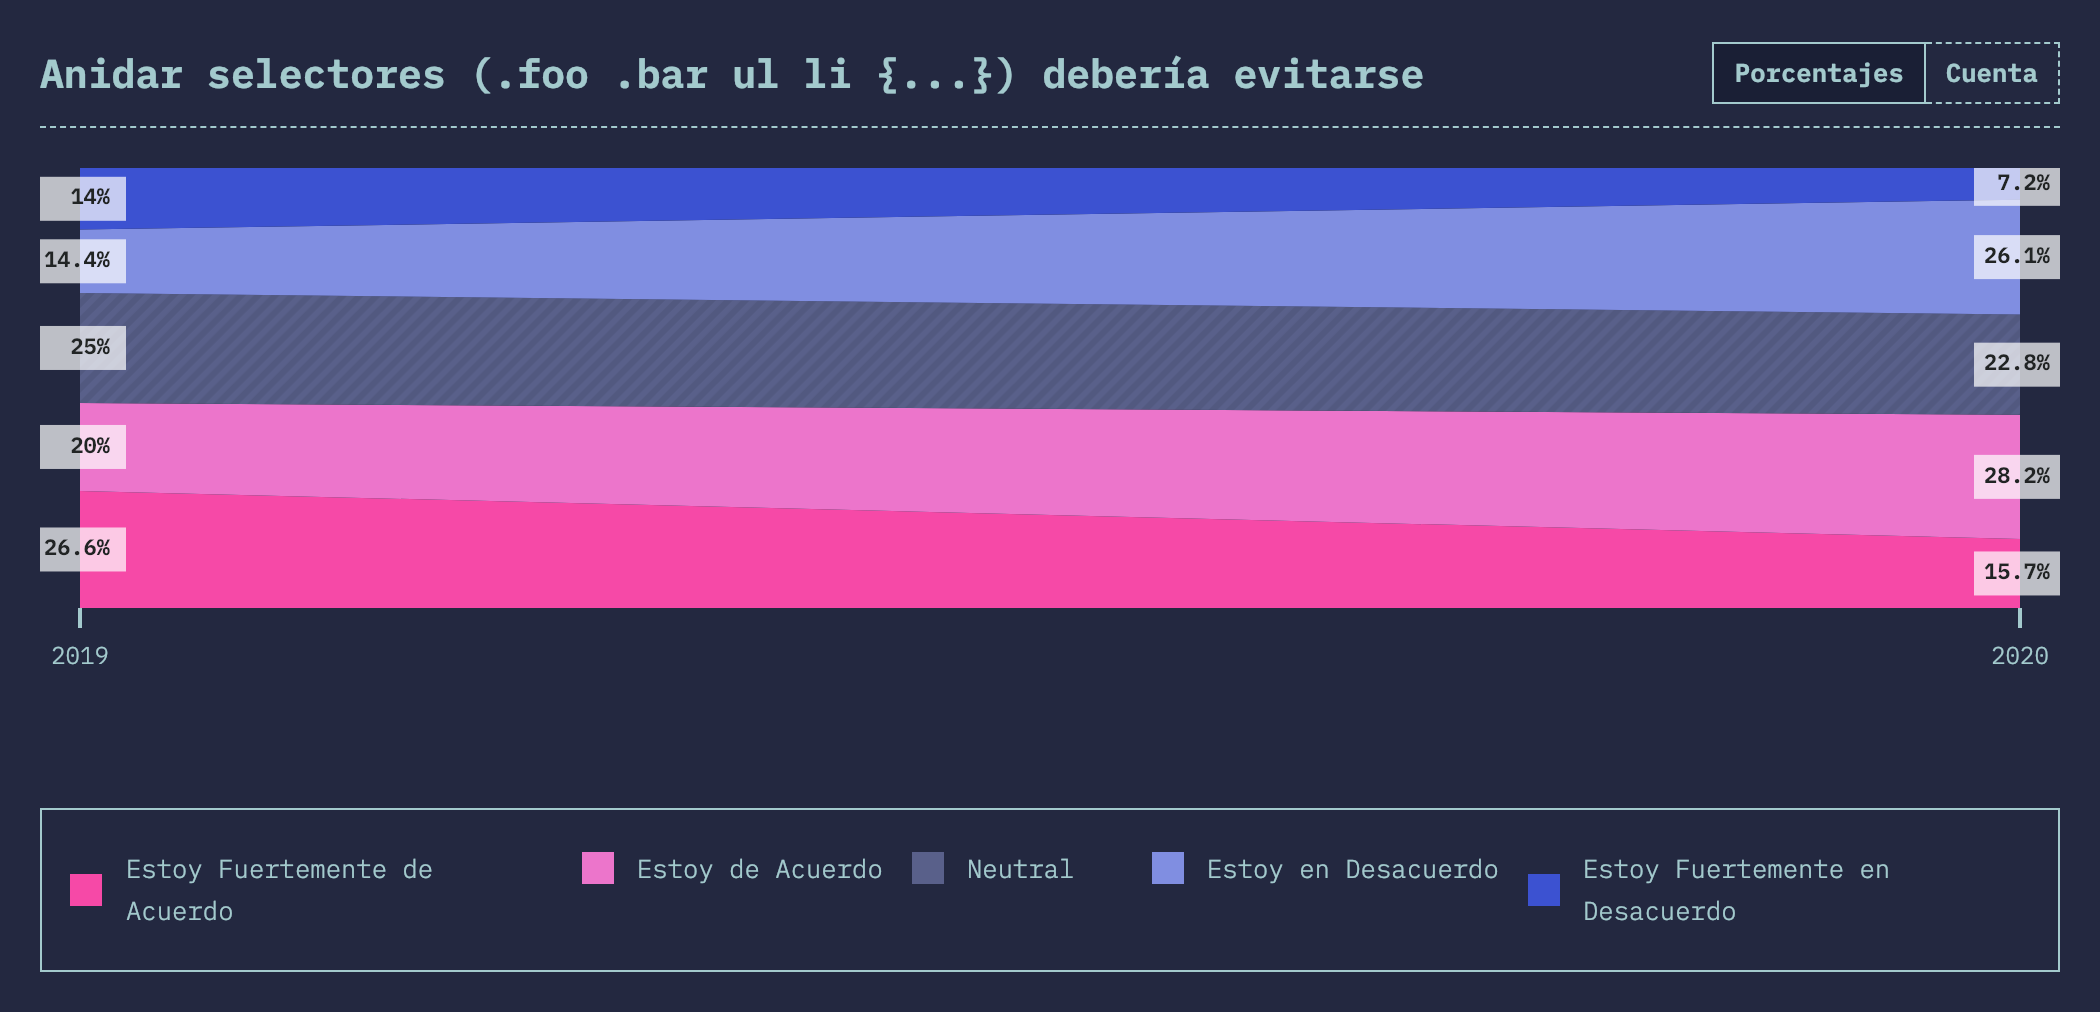 Anidar selectores (.foo .bar ul li {...}) debería evitarse
Porcentajes
Cuenta
14%
14.4%
25%
20%
26.6%
7.2%
26.1%
22.8%
28.2%
15.7%
2019
2020
Estoy Fuertemente de
Acuerdo
Estoy de Acuerdo
Neutral
Estoy en Desacuerdo
Estoy Fuertemente en
Desacuerdo